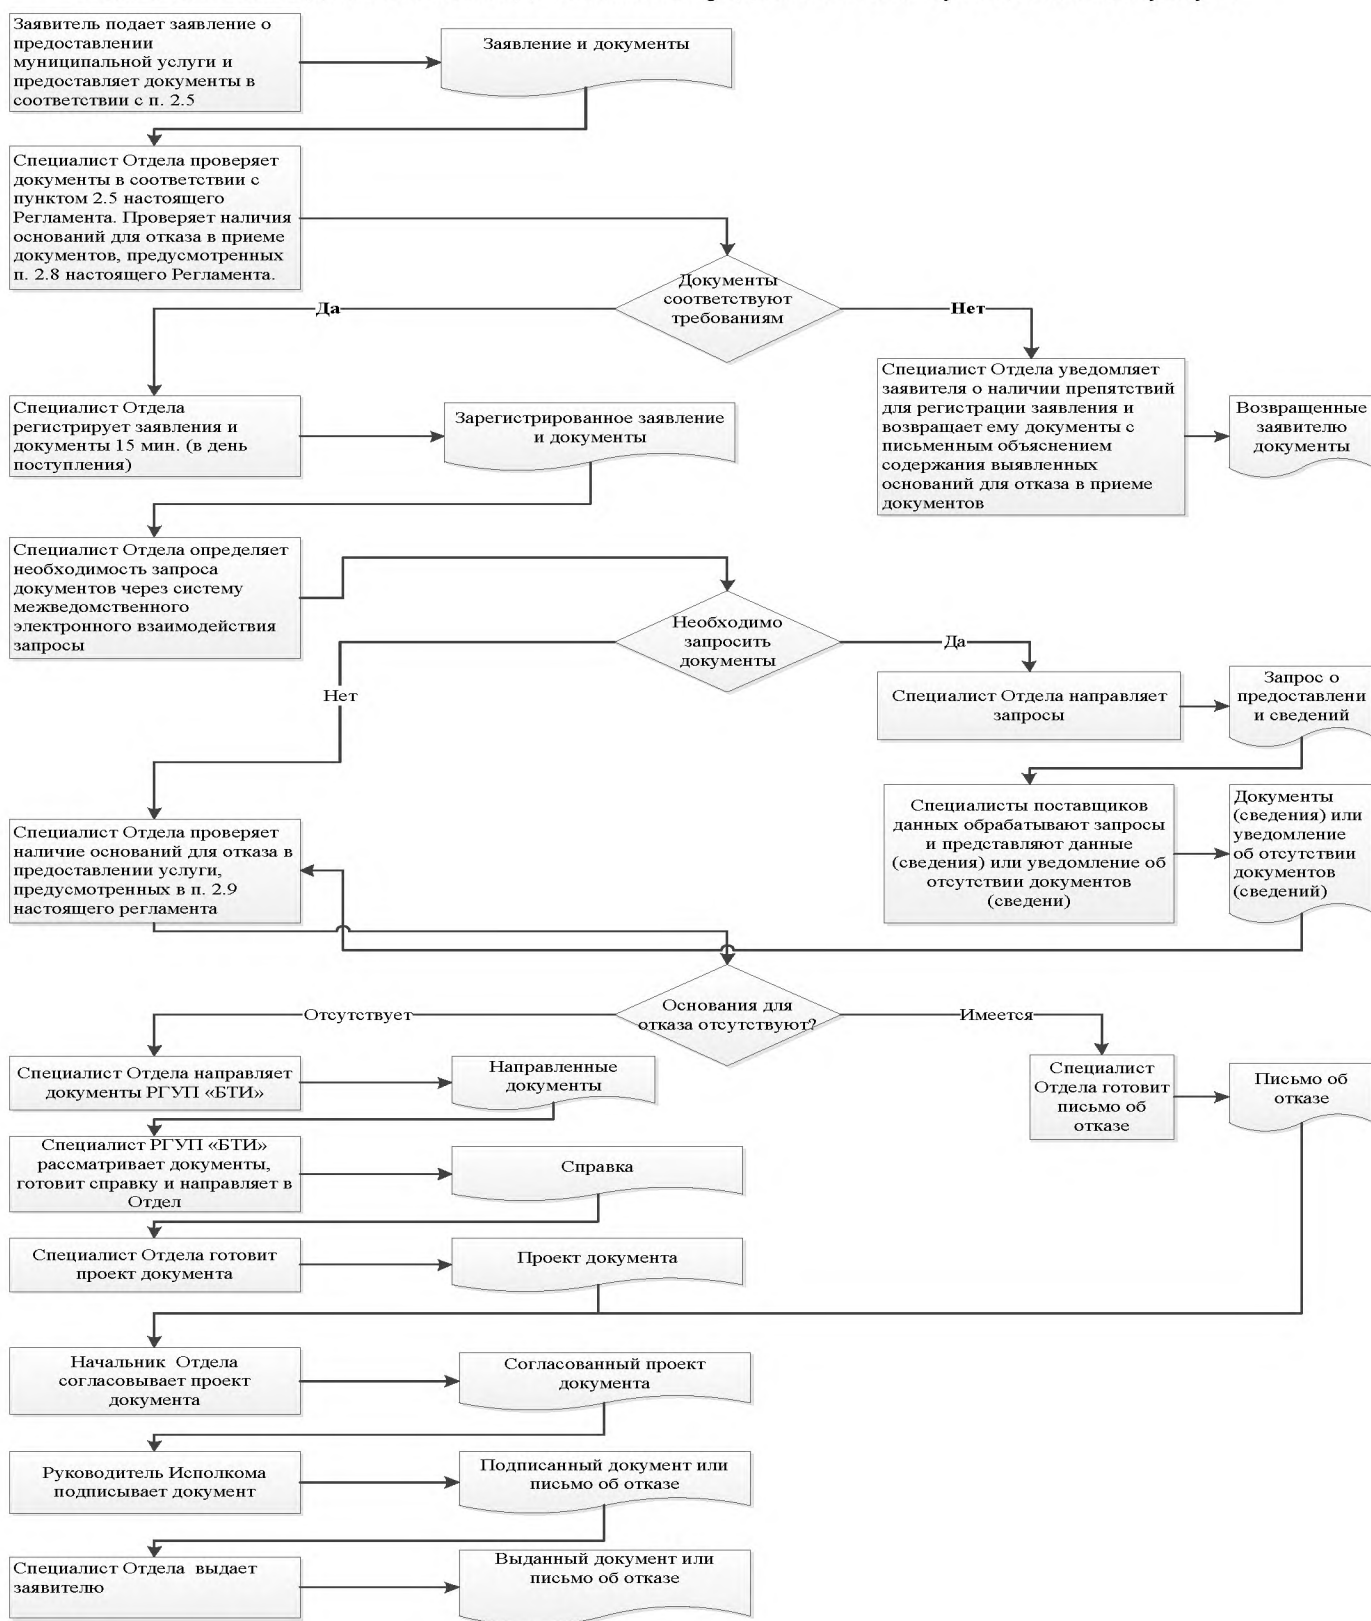 Заявитель подает заявление о
предоставлении
муниципальной услуги и
предоставляет документы в
соответствии с п. 2.5
Заявление и документы
Специалист Отдела проверяет
документы в соответствии с
пунктом 2.5 настоящего
Регламента. Проверяет наличия
оснований для отказа в приеме
документов, предусмотренных
п. 2.8 настоящего Регламента.
Документы
соответствуют
требованиям
Да
Нет
Специалист Отдела уведомляет
заявителя о наличии препятствий
для регистрации заявления и
возвращает ему документы с
письменным объяснением
содержания выявленных
оснований для отказа в приеме
документов
Возвращенные
заявителю
документы
Специалист Отдела
регистрирует заявления и
документы 15 мин. (в день
поступления)
Зарегистрированное заявление
и документы
Специалист Отдела определяет
необходимость запроса
документов через систему
межведомственного
электронного взаимодействия
запросы
Необходимо
запросить
документы
Да
Нет
Специалист Отдела направляет
запросы
Запрос о
предоставлени
и сведений
Специалисты поставщиков
данных обрабатывают запросы
и представляют данные
(сведения) или уведомление об
отсутствии документов
(сведени)
Документы
(сведения) или
уведомление
об отсутствии
документов
(сведений)
Специалист Отдела проверяет
наличие оснований для отказа в
предоставлении услуги,
предусмотренных в п. 2.9
настоящего регламента
Основания для
отказа отсутствуют?
Отсутствует
Имеется
Специалист Отдела направляет
документы РГУП «БТИ»
Направленные
документы
Специалист
Отдела готовит
письмо об
отказе
Письмо об
отказе
Специалист РГУП «БТИ»
рассматривает документы,
готовит справку и направляет в
Отдел
Справка
Специалист Отдела готовит
проект документа
Проект документа
Начальник  Отдела
согласовывает проект
документа
Согласованный проект
документа
Руководитель Исполкома
подписывает документ
Подписанный документ или
письмо об отказе
Специалист Отдела  выдает
заявителю
Выданный документ или
письмо об отказе